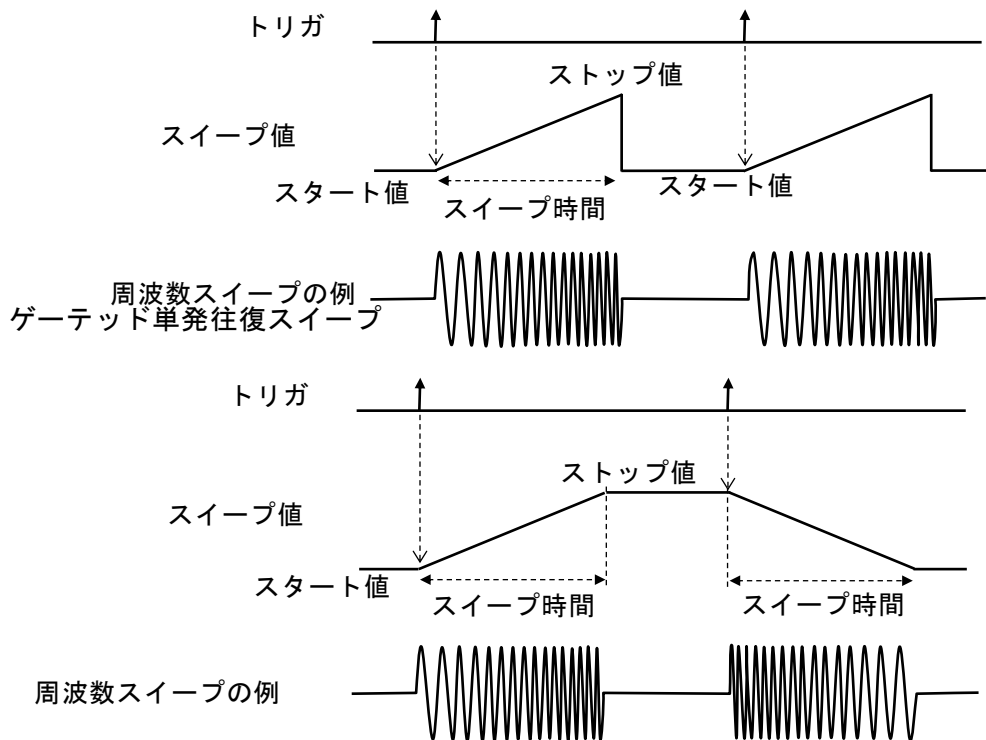 トリガ
ストップ値
スイープ値
スタート値
スタート値
スイープ時間
周波数スイープの例
ゲーテッド単発往復スイープ
トリガ
ストップ値
スイープ値
スタート値
スイープ時間
スイープ時間
周波数スイープの例